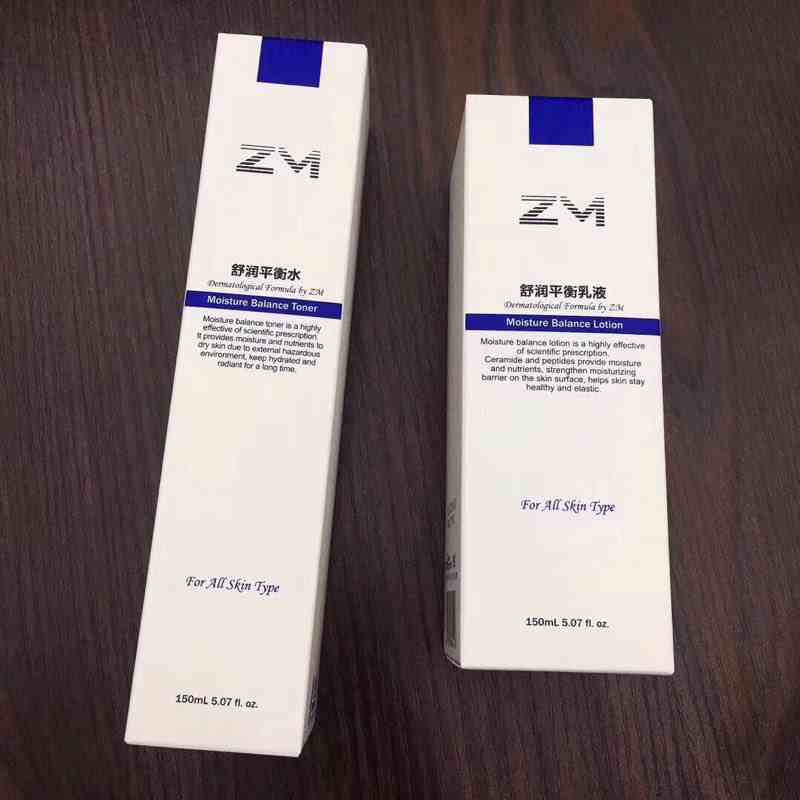 ZM
舒润平衡水
Dermatological Formula by ZM
Moisture Balance Toner
Moisture balance toner is a highly
effective of scientific prescription.
It provides moisture and nutrients to
dry skin due to external hazardous
environment, keep hydrated and
radiant for a long time.
For All Skin Type
150mL 5.07 fl. oz.
ZM
舒润平衡乳液
Dermatological Formula by ZM
Moisture Balance Lotion
Moisture balance lotion is a highly effective
of scientific prescription.
Ceramide and peptides provide moisture
and nutrients, strengthen moisturizing
barrier on the skin surface, helps skin stay
healthy and elastic.
For All Skin Type
150mL 5.07 fl. oz.